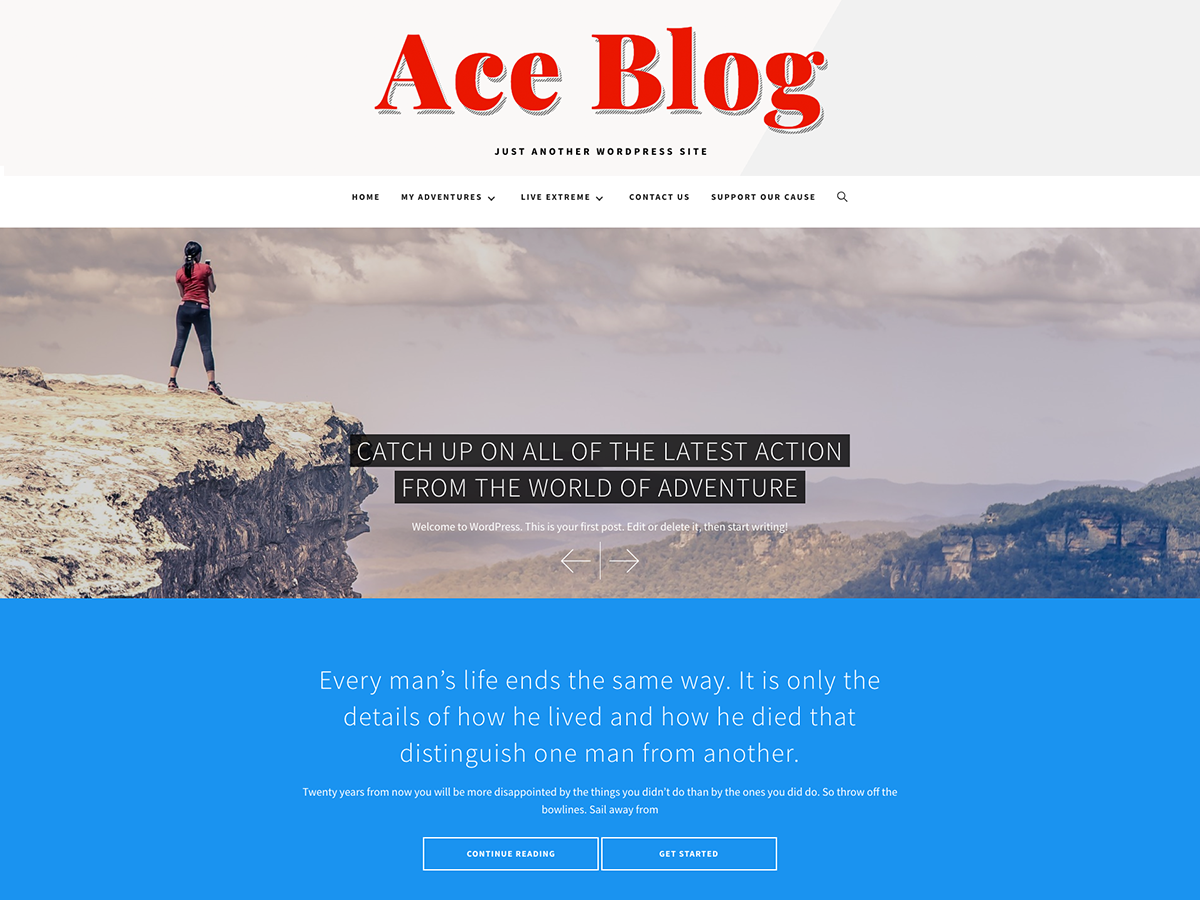 Ace Blog
JUST ANOTHER WORDPRESS SITE
HOME MY ADVENTURES LIVE EXTREME CONTACT US SUPPORT OUR CAUSE
CATCH UP ON ALL OF THE LATEST ACTION
FROM THE WORLD OF ADVENTURE
Welcome to WordPress. This is your first post. Edit or delete it, then start writing!
Every man’s life ends the same way. It is only the
details of how he lived and how he died that
distinguish one man from another.
Twenty years from now you will be more disappointed by the things you didn’t do than by the ones you did do. So throw off the
bowlines. Sail away from
CONTINUE READING GET STARTED